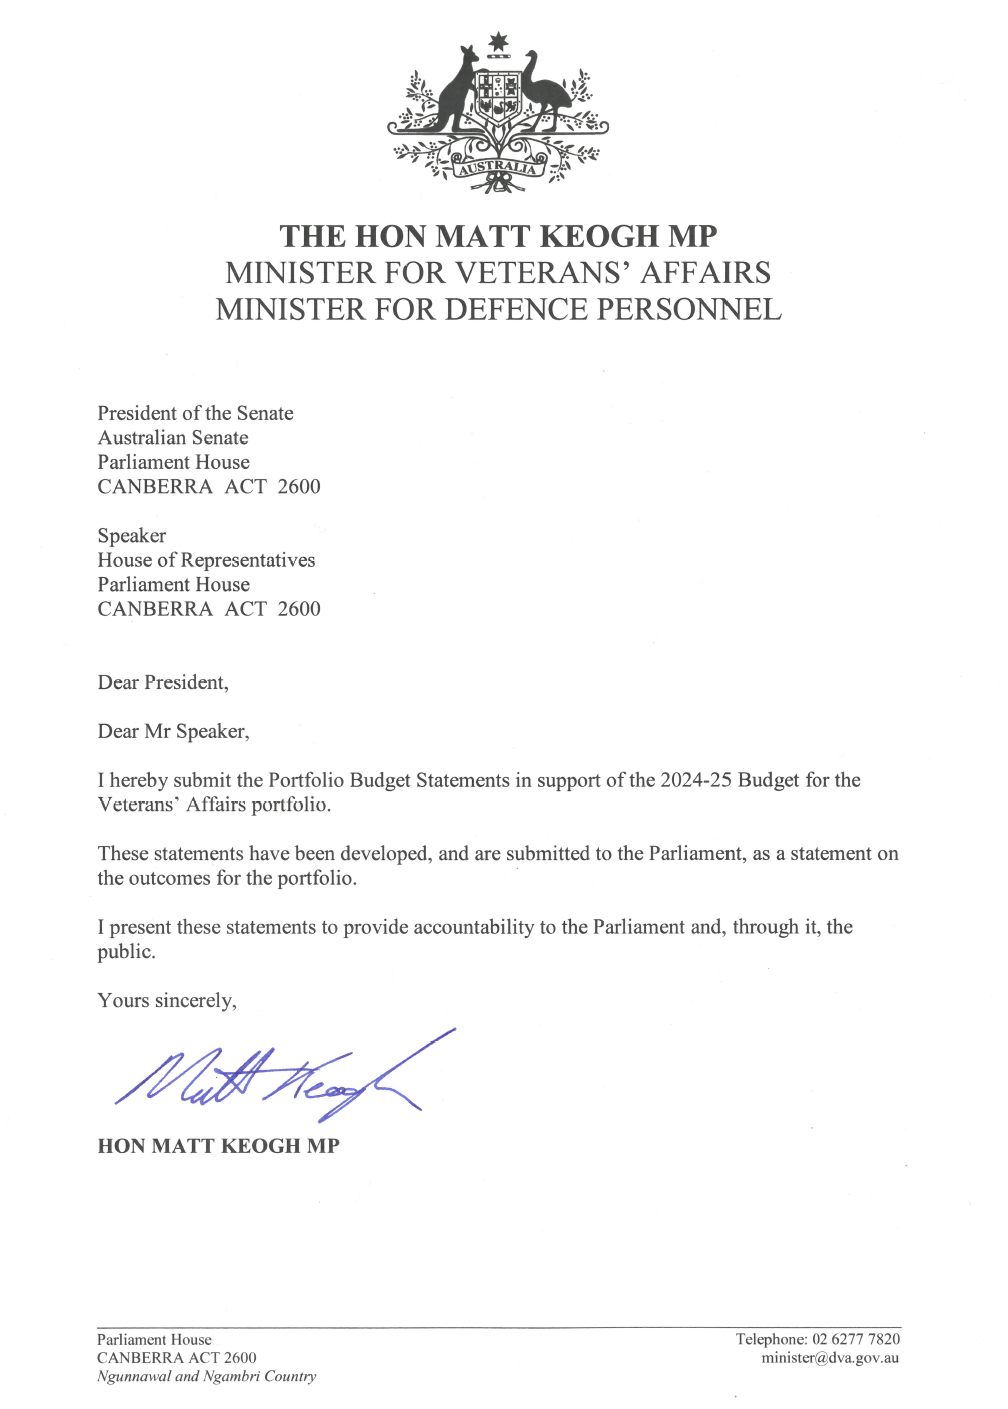 AUSTRALIA
THE HON MATT KEOGH MP
MINISTER FOR VETERANS’ AFFAIRS
MINISTER FOR DEFENCE PERSONNEL
President of the Senate
Australian Senate
Parliament House
CANBERRA ACT 2600
Speaker
House of Representatives
Parliament House
CANBERRA ACT 2600
Dear President,
Dear Mr Speaker,
I hereby submit the Portfolio Budget Statements in support of the 2024-25 Budget for the
Veterans’ Affairs portfolio.
These statements have been developed, and are submitted to the Parliament, as a statement on
the outcomes for the portfolio.
I present these statements to provide accountability to the Parliament and, through it, the
public.
Yours sincerely,
Matt Keogh
HON MATT KEOGH MP
Parliament House
CANBERRA ACT 2600
Ngunnawal and Ngambri Country
Telephone: 02 6277 7820
minister@dva.gov.au